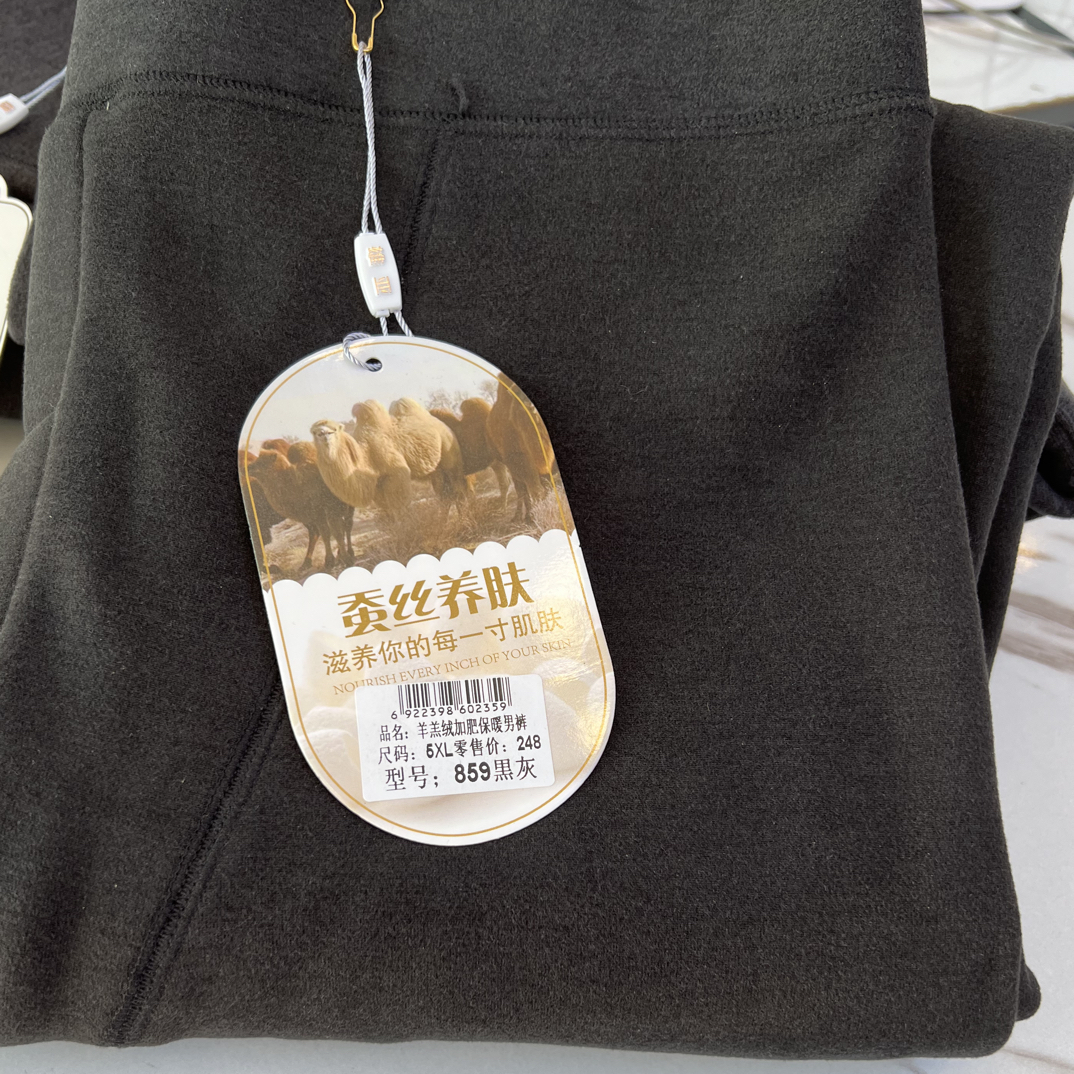 蚕丝养肤
滋养你的每一寸肌肤
NOURISH EVERY INCH OF YOUR SKIN
6 922398 602359
品名：羊羔绒加肥保暖男裤
尺码：5XL零售价：248
型号；859黑灰